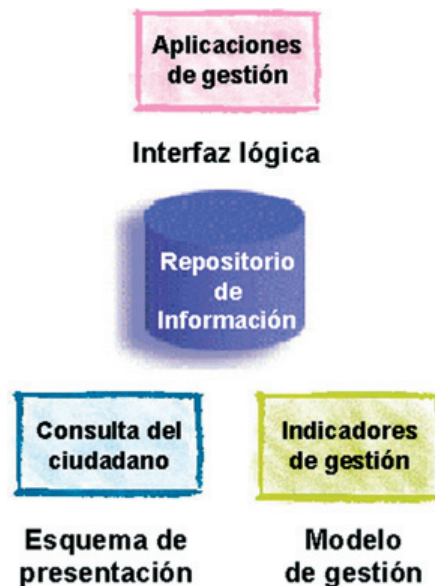 Aplicaciones
de gestión
Interfaz lógica
Repositorio
de
Información
Consulta del
ciudadano
Indicadores
de gestión
Esquema de
presentación
Modelo
de gestión